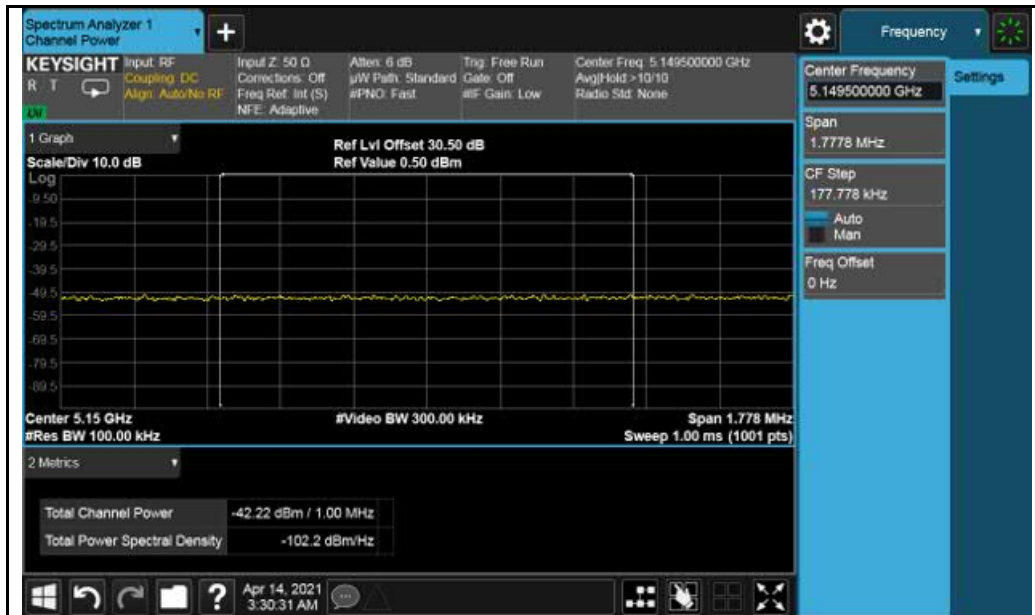 Spectrum Analyzer 1
Channel Power
+
Frequency
KEYSIGHT
R T
Input: RF
Coupling: DC
Align: Auto/No RF
Input Z: 50 Ω
Corrections: Off
Freq Ref: Int (S)
NFE: Adaptive
Atten: 6 dB
µW Path: Standard
#PNO: Fast
Trig: Free Run
Gate: Off
#IF Gain: Low
Center Freq: 5.149500000 GHz
Avg|Hold:>10/10
Radio Std: None
Center Frequency
5.149500000 GHz
Settings
Span
1.7778 MHz
CF Step
177.778 kHz
Auto
Man
Freq Offset
0 Hz
1 Graph
Scale/Div 10.0 dB
Ref Lvl Offset 30.50 dB
Ref Value 0.50 dBm
Log
-9.50
-19.5
-29.5
-39.5
-49.5
-59.5
-69.5
-79.5
-89.5
Center 5.15 GHz
#Video BW 300.00 kHz
Span 1.778 MHz
#Res BW 100.00 kHz
Sweep 1.00 ms (1001 pts)
2 Metrics
Total Channel Power -42.22 dBm / 1.00 MHz
Total Power Spectral Density -102.2 dBm/Hz
?
Apr 14, 2021
3:30:31 AM